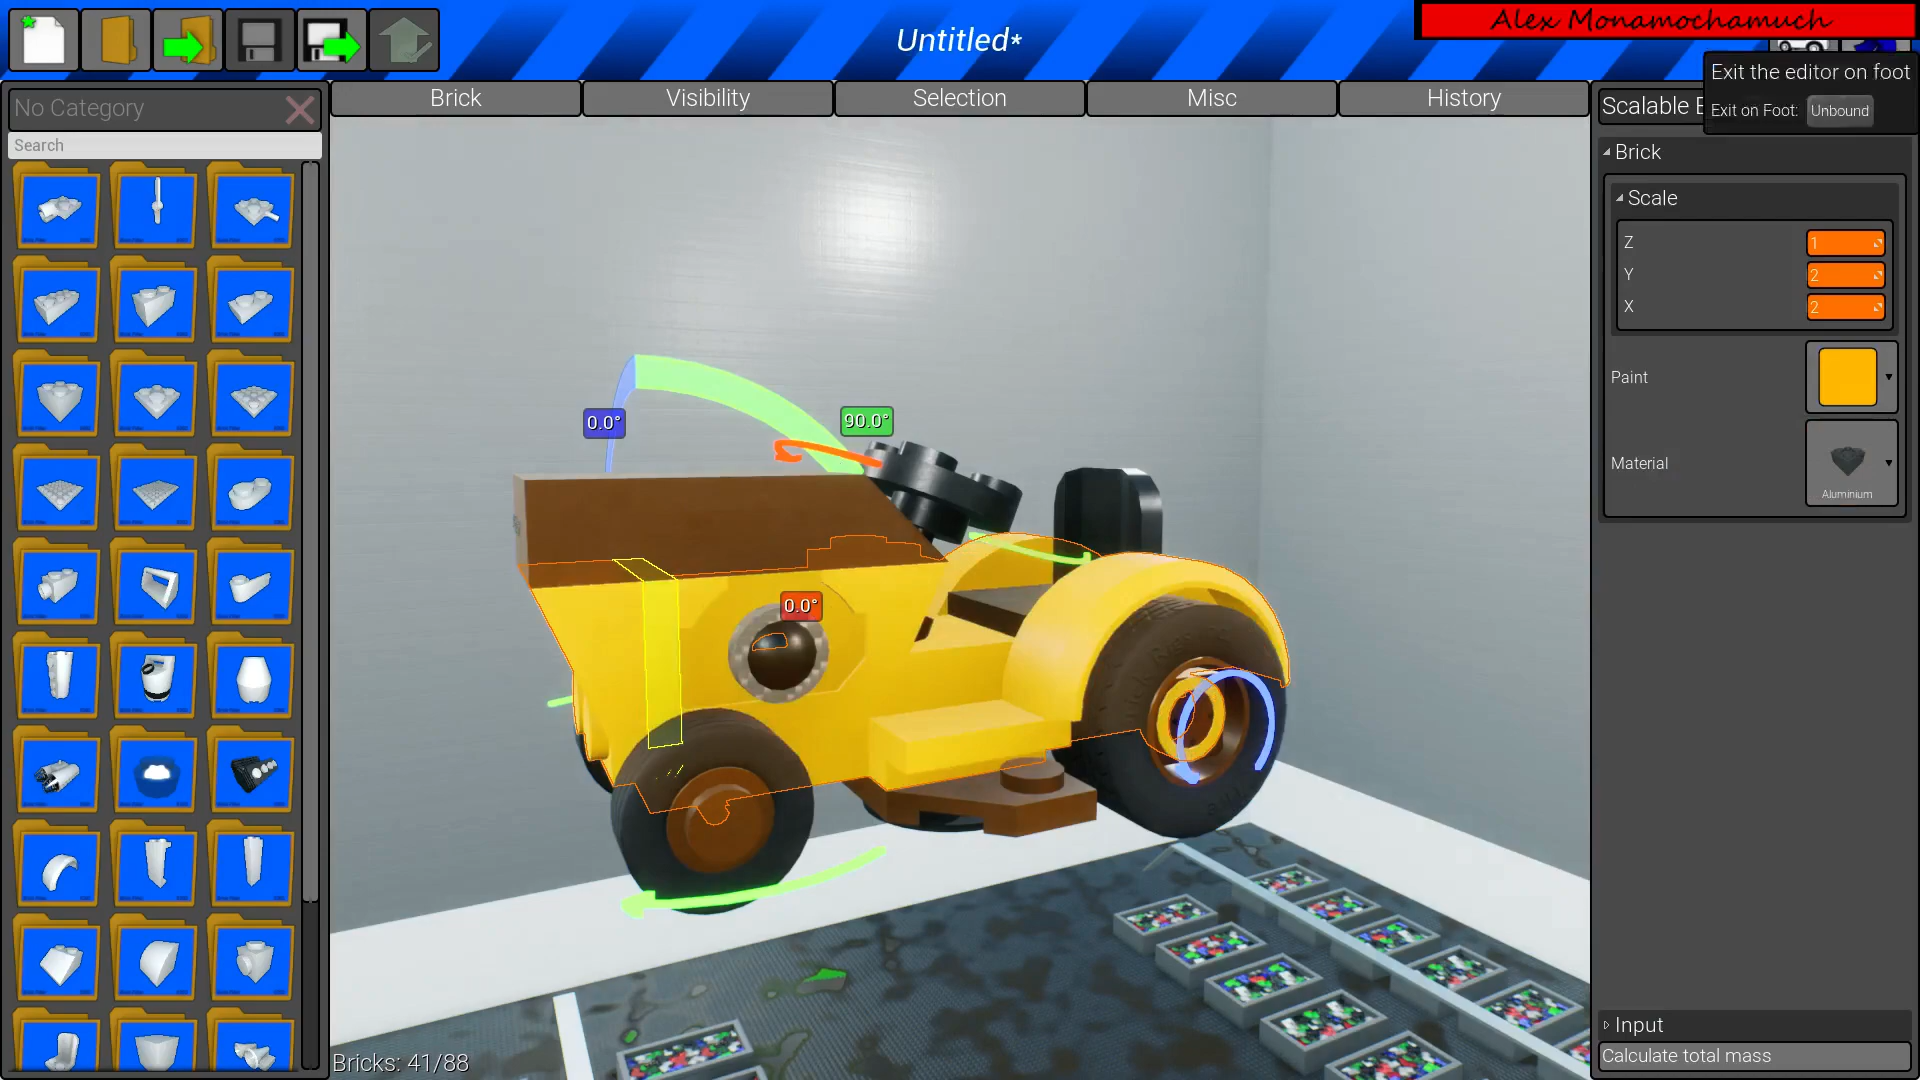 Untitled*
Alex Monamochamuch
Exit the editor on foot
Exit on Foot: Unbound
No Category
Search
Brick
Visibility
Selection
Misc
History
Scalable B
Brick
Scale
Z 1
Y 2
X 2
Paint
Material
Aluminium
0.0°
90.0°
0.0°
Bricks: 41/88
Input
Calculate total mass